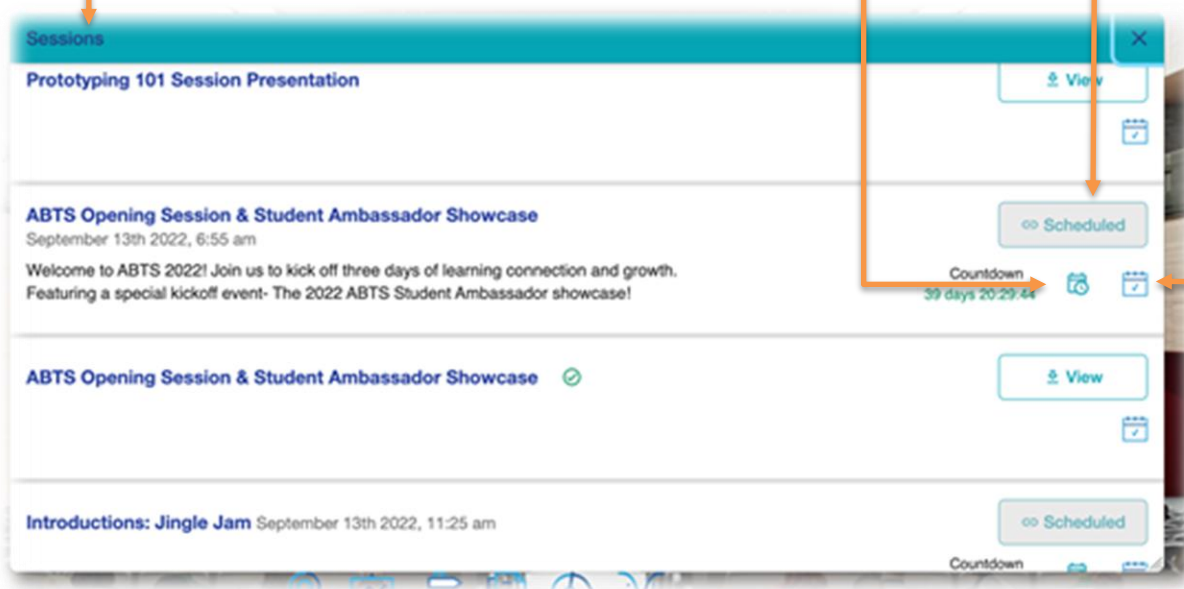 Sessions
Prototyping 101 Session Presentation
View
ABTS Opening Session & Student Ambassador Showcase
Scheduled
September 13th 2022, 6:55 am
Welcome to ABTS 2022! Join us to kick off three days of learning connection and growth.
Featuring a special kickoff event- The 2022 ABTS Student Ambassador showcase!
Countdown
39 days 20:29:44
ABTS Opening Session & Student Ambassador Showcase
View
Introductions: Jingle Jam September 13th 2022, 11:25 am
Scheduled
Countdown